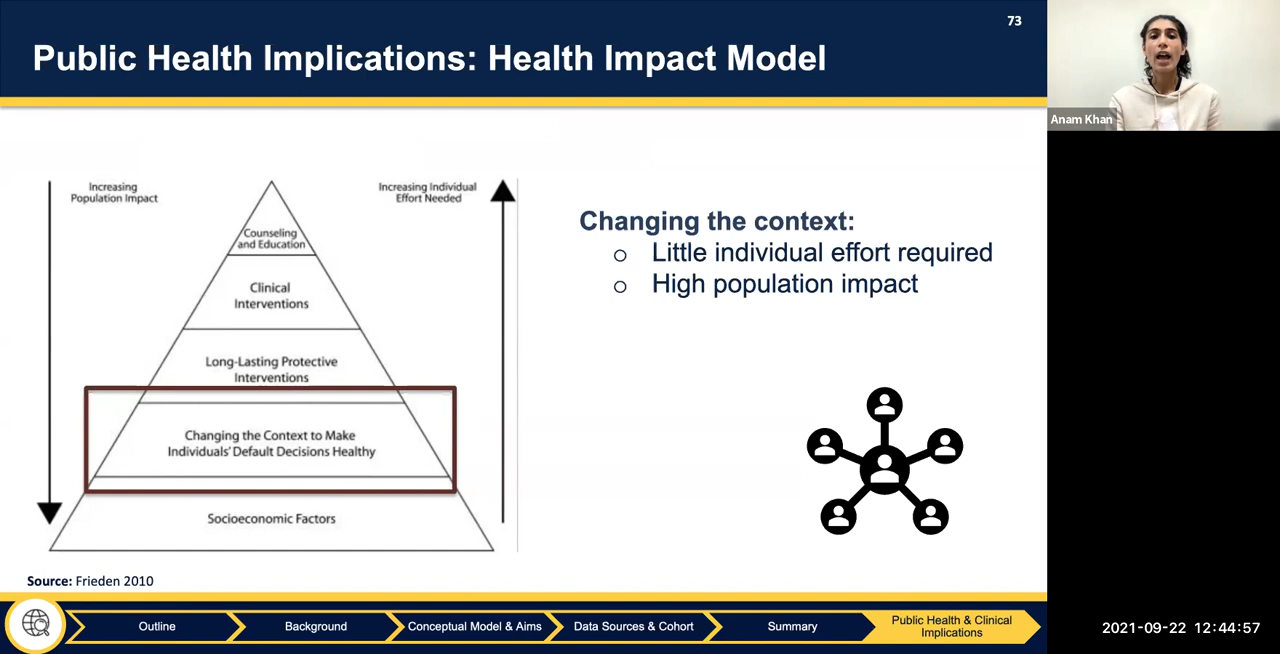 73
Public Health Implications: Health Impact Model
Anam Khan
Increasing
Population Impact
Increasing Individual
Effort Needed
Counseling
and Education
Clinical
Interventions
Long-Lasting Protective
Interventions
Changing the Context to Make
Individuals' Default Decisions Healthy
Socioeconomic Factors
Changing the context:
Little individual effort required
High population impact
Source: Frieden 2010
Outline
Background
Conceptual Model & Aims
Data Sources & Cohort
Summary
Public Health & Clinical
Implications
2021-09-22 12:44:57